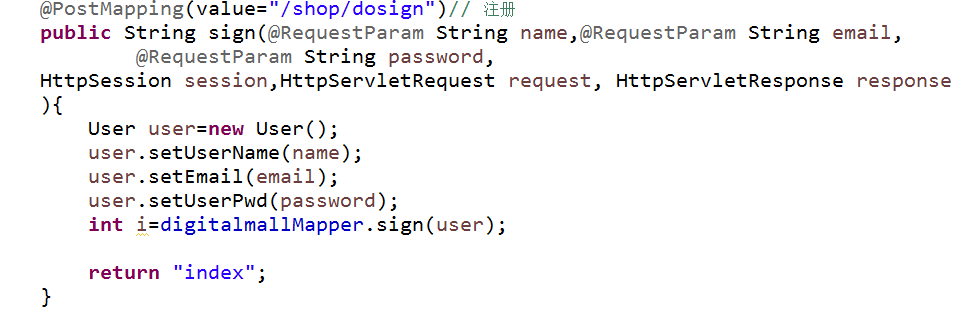 @PostMapping(value="/shop/dosign")// 注册
public String sign(@RequestParam String name,@RequestParam String email,
@RequestParam String password,
HttpSession session,HttpServletRequest request, HttpServletResponse response
){
User user=new User();
user.setUserName(name);
user.setEmail(email);
user.setUserPwd(password);
int i=digitalmallMapper.sign(user);
return "index";
}